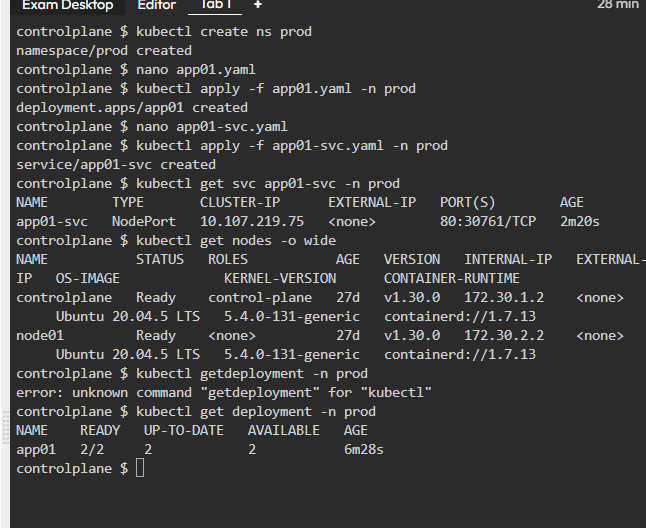 Exam Desktop Editor Tab 1 + 28 min
controlplane $ kubectl create ns prod
namespace/prod created
controlplane $ nano app01.yaml
controlplane $ kubectl apply -f app01.yaml -n prod
deployment.apps/app01 created
controlplane $ nano app01-svc.yaml
controlplane $ kubectl apply -f app01-svc.yaml -n prod
service/app01-svc created
controlplane $ kubectl get svc app01-svc -n prod
NAME TYPE CLUSTER-IP EXTERNAL-IP PORT(S) AGE
app01-svc NodePort 10.107.219.75 <none> 80:30761/TCP 2m20s
controlplane $ kubectl get nodes -o wide
NAME STATUS ROLES AGE VERSION INTERNAL-IP EXTERNAL-
IP OS-IMAGE KERNEL-VERSION CONTAINER-RUNTIME
controlplane Ready control-plane 27d v1.30.0 172.30.1.2 <none>
Ubuntu 20.04.5 LTS 5.4.0-131-generic containerd://1.7.13
node01 Ready <none> 27d v1.30.0 172.30.2.2 <none>
Ubuntu 20.04.5 LTS 5.4.0-131-generic containerd://1.7.13
controlplane $ kubectl getdeployment -n prod
error: unknown command "getdeployment" for "kubectl"
controlplane $ kubectl get deployment -n prod
NAME READY UP-TO-DATE AVAILABLE AGE
app01 2/2 2 2 6m28s
controlplane $